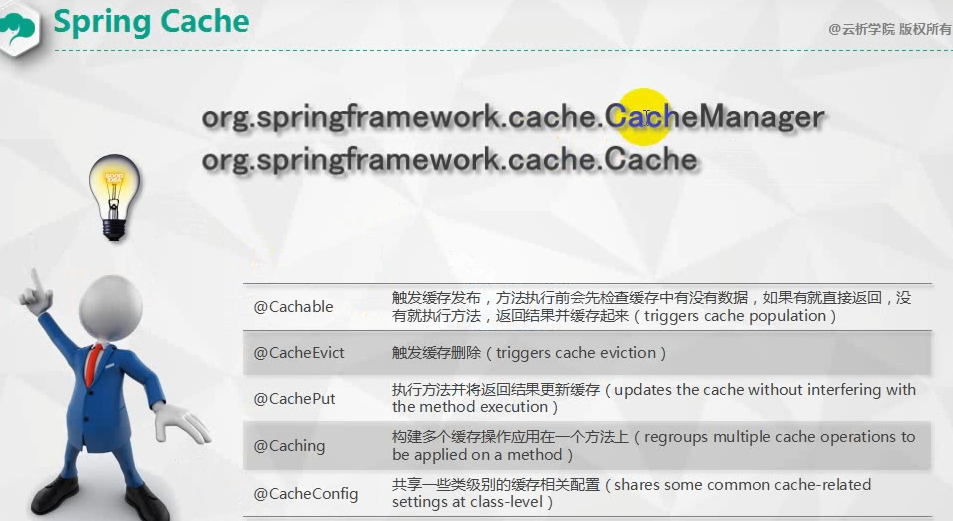 Spring Cache
@云析学院 版权所有
org.springframework.cache.CacheManager
org.springframework.cache.Cache
@Cachable
触发缓存发布，方法执行前会先检查缓存中有没有数据，如果有就直接返回，没
有就执行方法，返回结果并缓存起来（triggers cache population）
@CacheEvict
触发缓存删除（triggers cache eviction）
@CachePut
执行方法并将返回结果更新缓存（updates the cache without interfering with
the method execution）
@Caching
构建多个缓存操作应用在一个方法上（regroups multiple cache operations to
be applied on a method）
@CacheConfig
共享一些类级别的缓存相关配置（shares some common cache-related
settings at class-level）